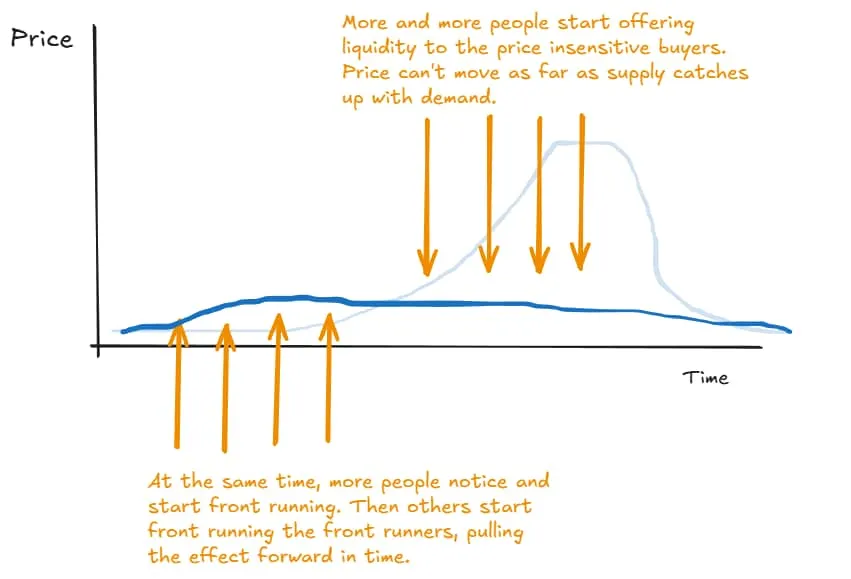 More and more people start offering
liquidity to the price insensitive buyers.
Price can't move as far as supply catches
up with demand.
Price
Time
At the same time, more people notice and
start front running. Then others start
front running the front runners, pulling
the effect forward in time.